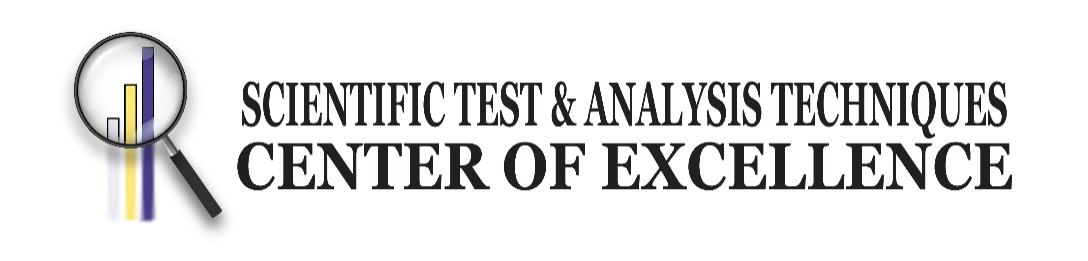 SCIENTIFIC TEST & ANALYSIS TECHNIQUES
CENTER OF EXCELLENCE